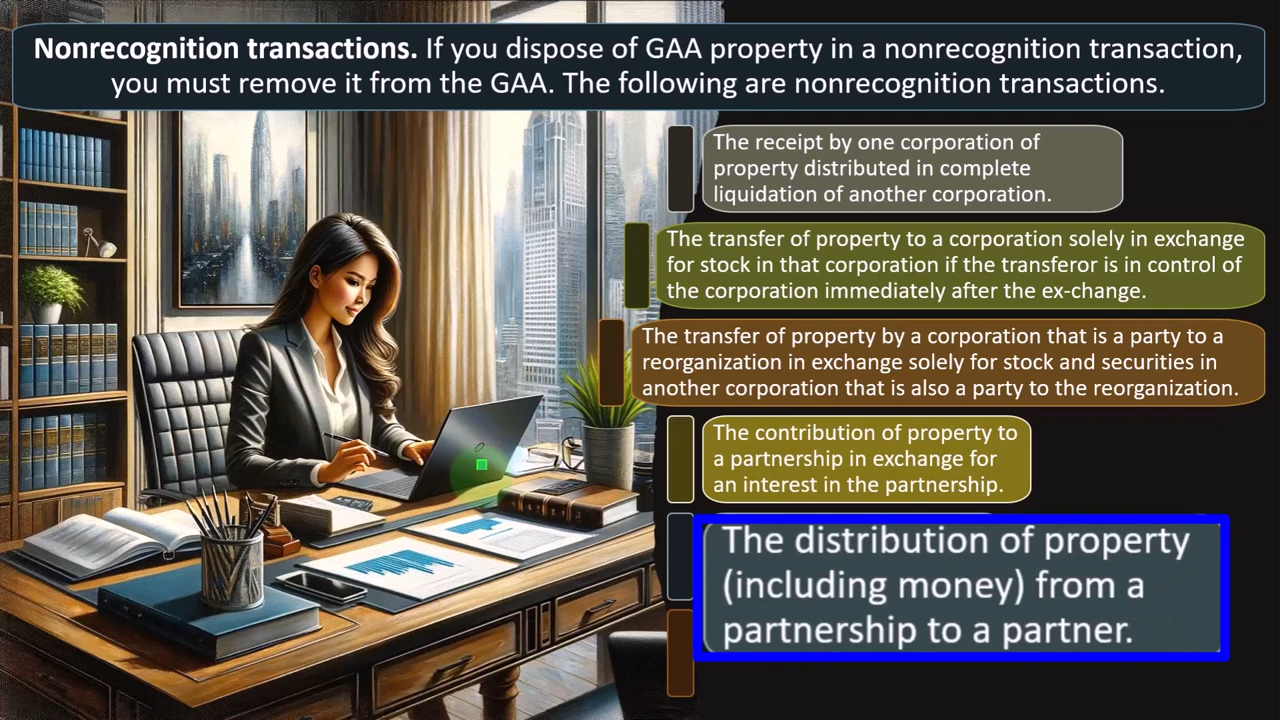 Nonrecognition transactions. If you dispose of GAA property in a nonrecognition transaction,
you must remove it from the GAA. The following are nonrecognition transactions.
The receipt by one corporation of
property distributed in complete
liquidation of another corporation.
The transfer of property to a corporation solely in exchange
for stock in that corporation if the transferor is in control of
the corporation immediately after the ex-change.
The transfer of property by a corporation that is a party to a
reorganization in exchange solely for stock and securities in
another corporation that is also a party to the reorganization.
The contribution of property to
a partnership in exchange for
an interest in the partnership.
The distribution of property
(including money) from a
partnership to a partner.